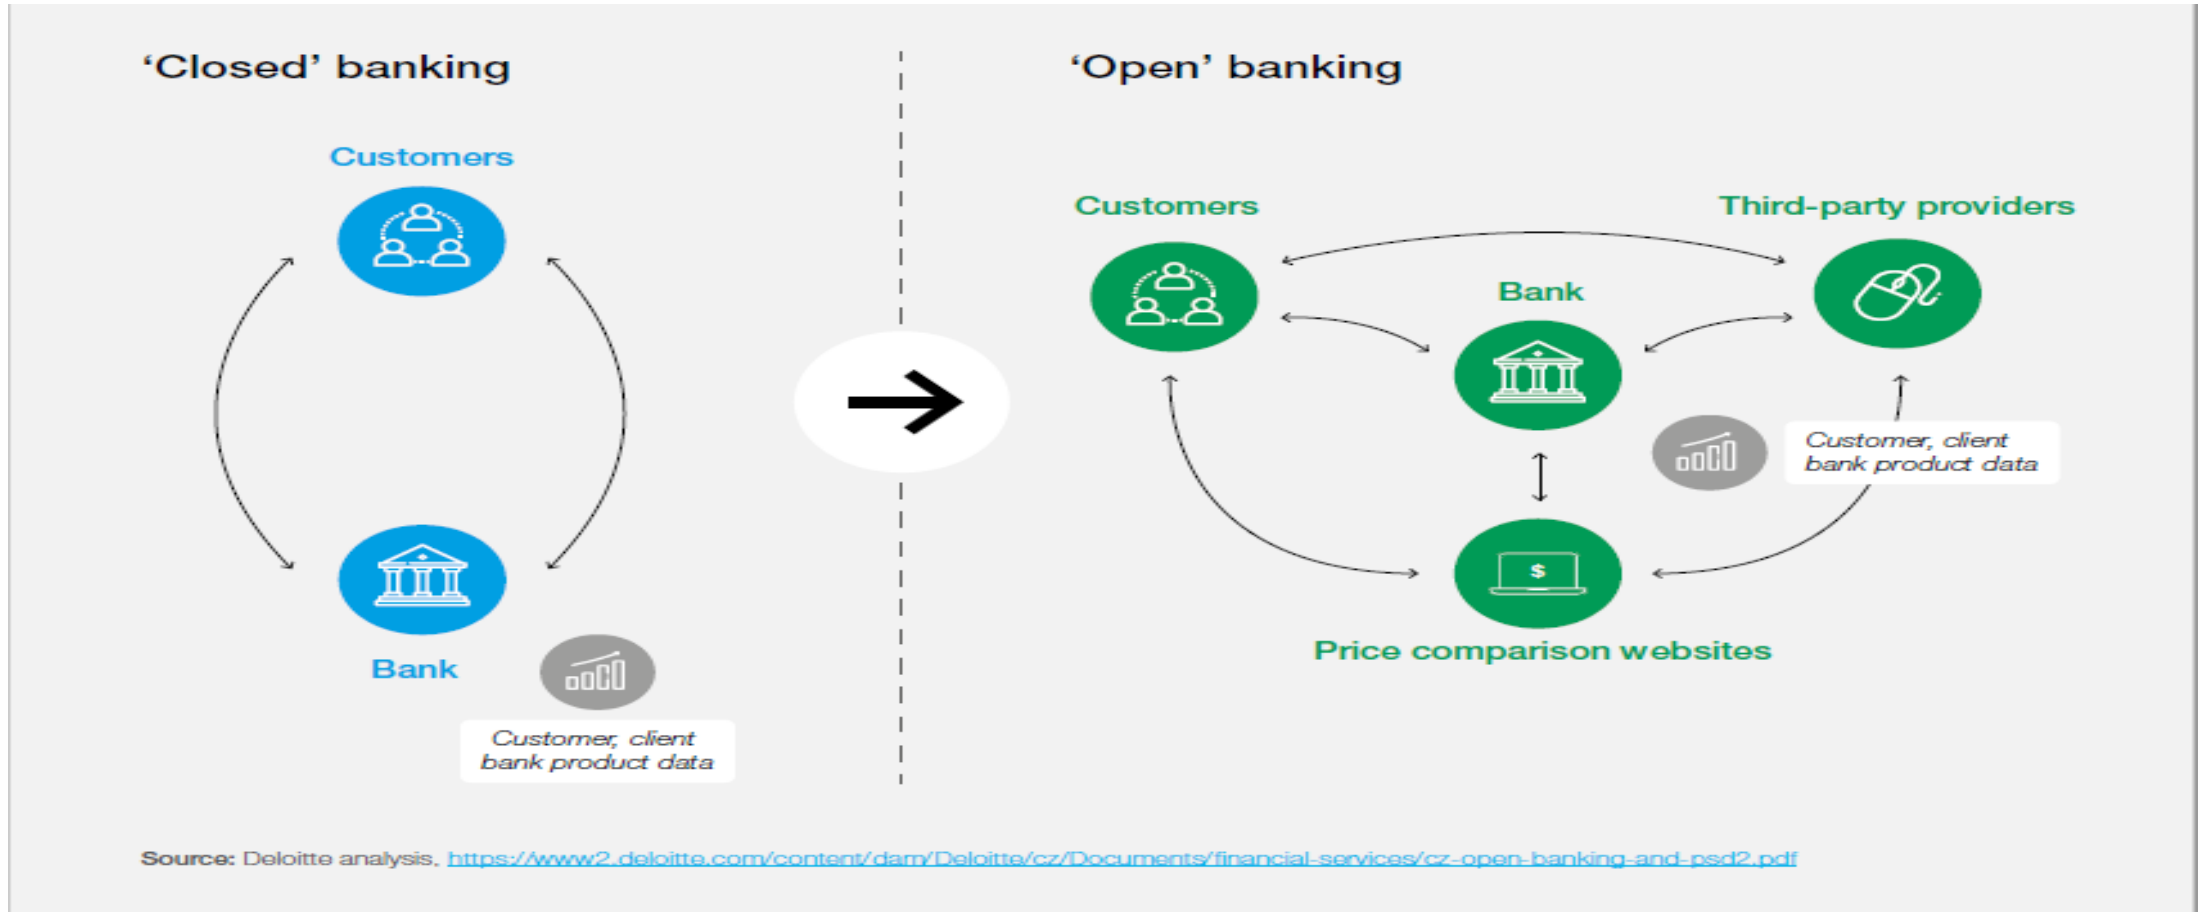 ‘Closed’ banking
Customers
Bank
Customer, client
bank product data
‘Open’ banking
Customers
Third-party providers
Bank
Customer, client
bank product data
$
Price comparison websites
Source: Deloitte analysis, https://www2.deloitte.com/content/dam/Deloitte/cz/Documents/financial-services/cz-open-banking-and-psd2.pdf